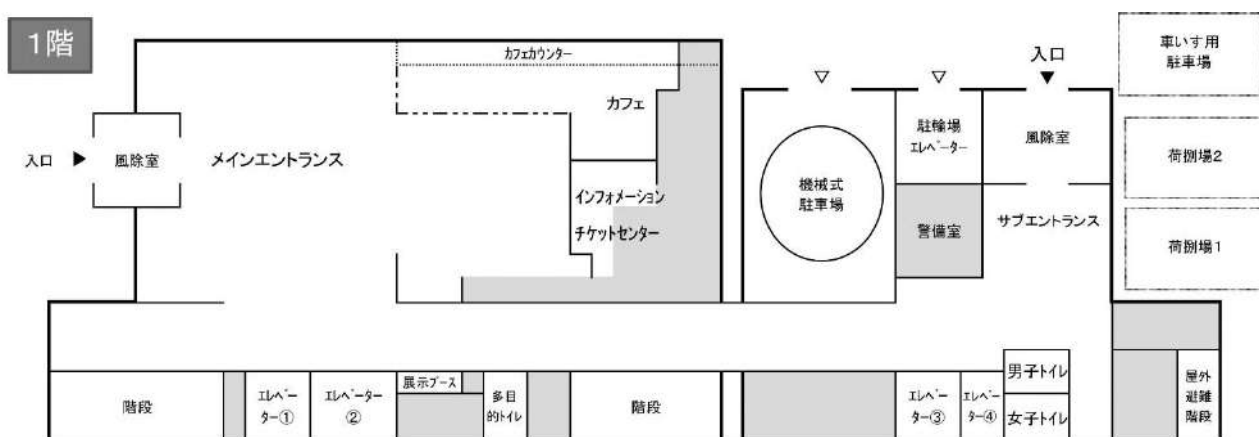 1階
カフェカウンター
カフェ
入口
風除室
メインエントランス
インフォメーション
チケットセンター
機械式
駐車場
駐輪場
エレベーター
入口
風除室
警備室
サブエントランス
車いす用
駐車場
荷捌場2
荷捌場1
階段
エレベー
ター①
エレベーター
②
展示ブース
多目
的トイレ
階段
エレベー
ター③
エレベー
ター④
男子トイレ
女子トイレ
屋外
避難
階段